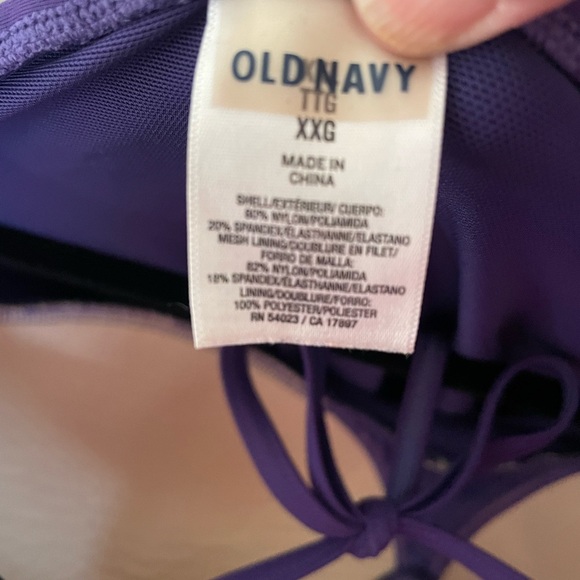 OLD NAVY
TTG
XXG
MADE IN
CHINA
SHELL/EXTÉRIEUR/ CUERPO:
80% NYLON/POLIAMIDA
20% SPANDEX/ELASTHANNE/ELASTANO
MESH LINING/DOUBLURE EN FILET/
FORRO DE MALLA:
82% NYLON/POLIAMIDA
18% SPANDEX/ÉLASTHANNE/ELASTANO
LINING/DOUBLURE/FORRO:
100% POLYESTER/POLIESTER
RN 54023 / CA 17897